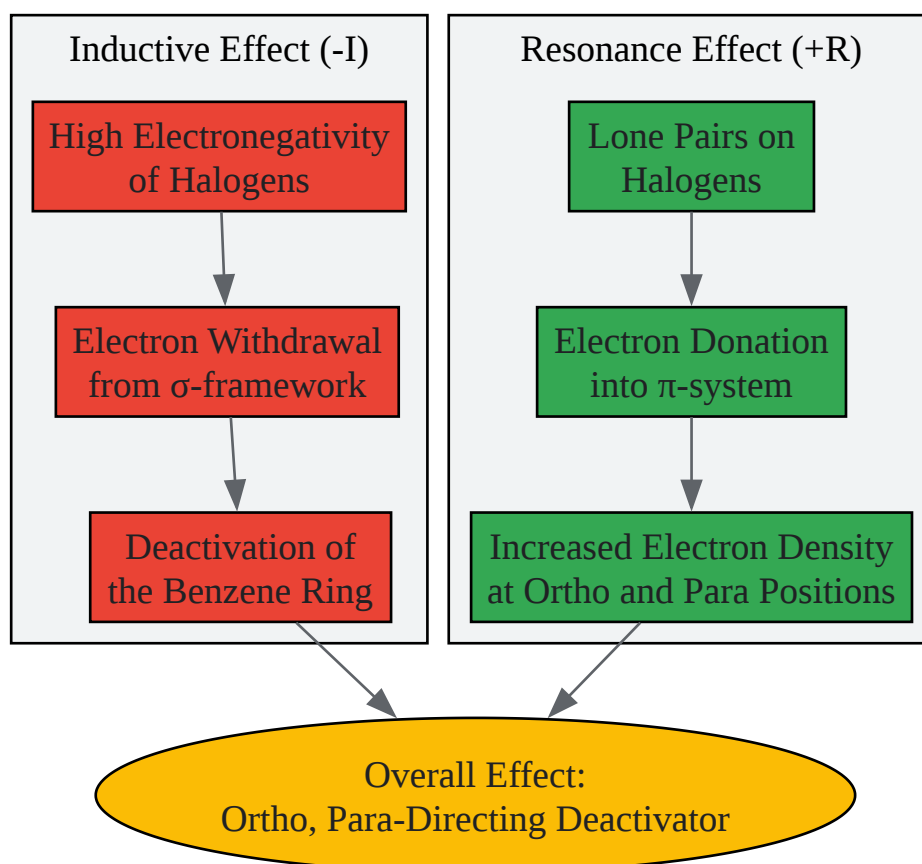 Inductive Effect (-I)
High Electronegativity
of Halogens
Electron Withdrawal
from σ-framework
Deactivation of
the Benzene Ring
Resonance Effect (+R)
Lone Pairs on
Halogens
Electron Donation
into π-system
Increased Electron Density
at Ortho and Para Positions
Overall Effect:
Ortho, Para-Directing Deactivator